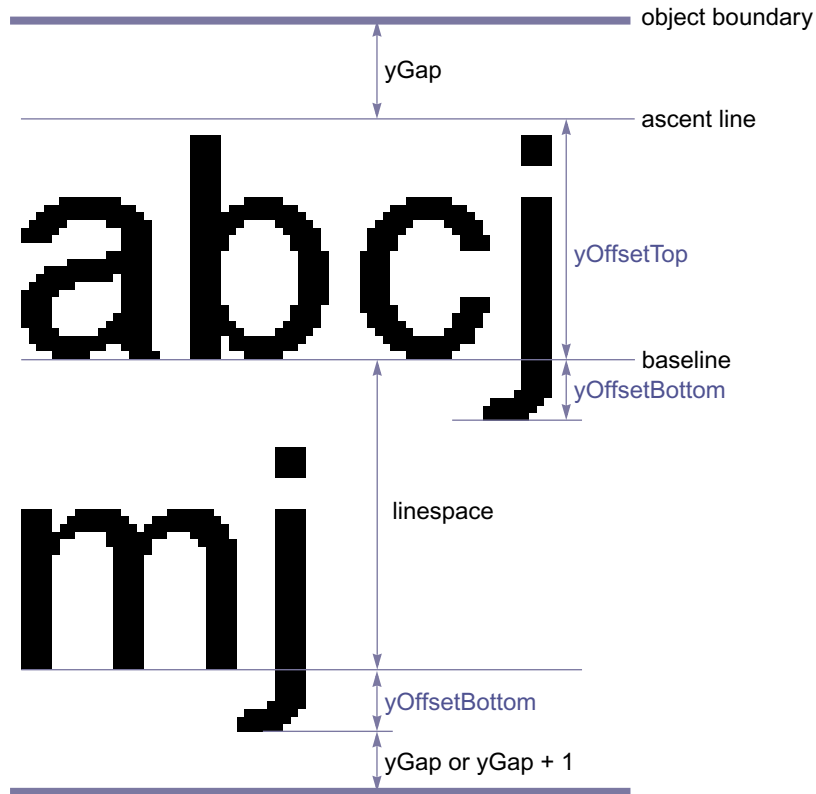 object boundary
yGap
ascent line
abcj
yOffsetTop
baseline
yOffsetBottom
linespace
mj
yOffsetBottom
yGap or yGap + 1